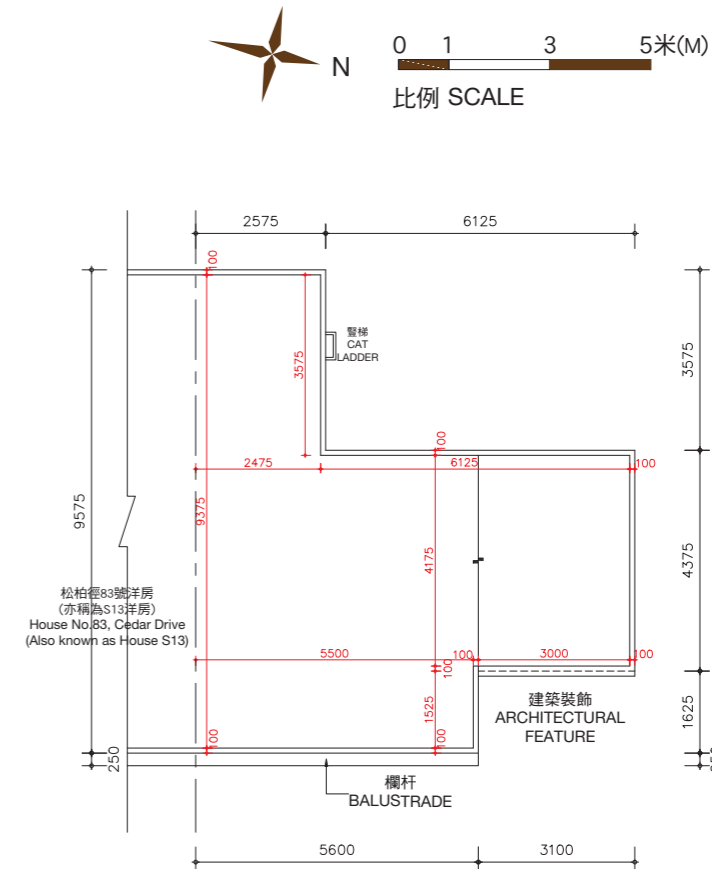 N
0 1 3 5米(M)
比例 SCALE
2575 6125
100
豎梯
CAT
LADDER
3575
3575
100
2475 6125 100
9575
9375
4175
4375
松柏徑83號洋房
(亦稱為S13洋房)
House No.83, Cedar Drive
(Also known as House S13)
5500 100 3000 100
100
1525
1625
建築裝飾
ARCHITECTURAL
FEATURE
100 100
250
欄杆
BALUSTRADE
5600 3100